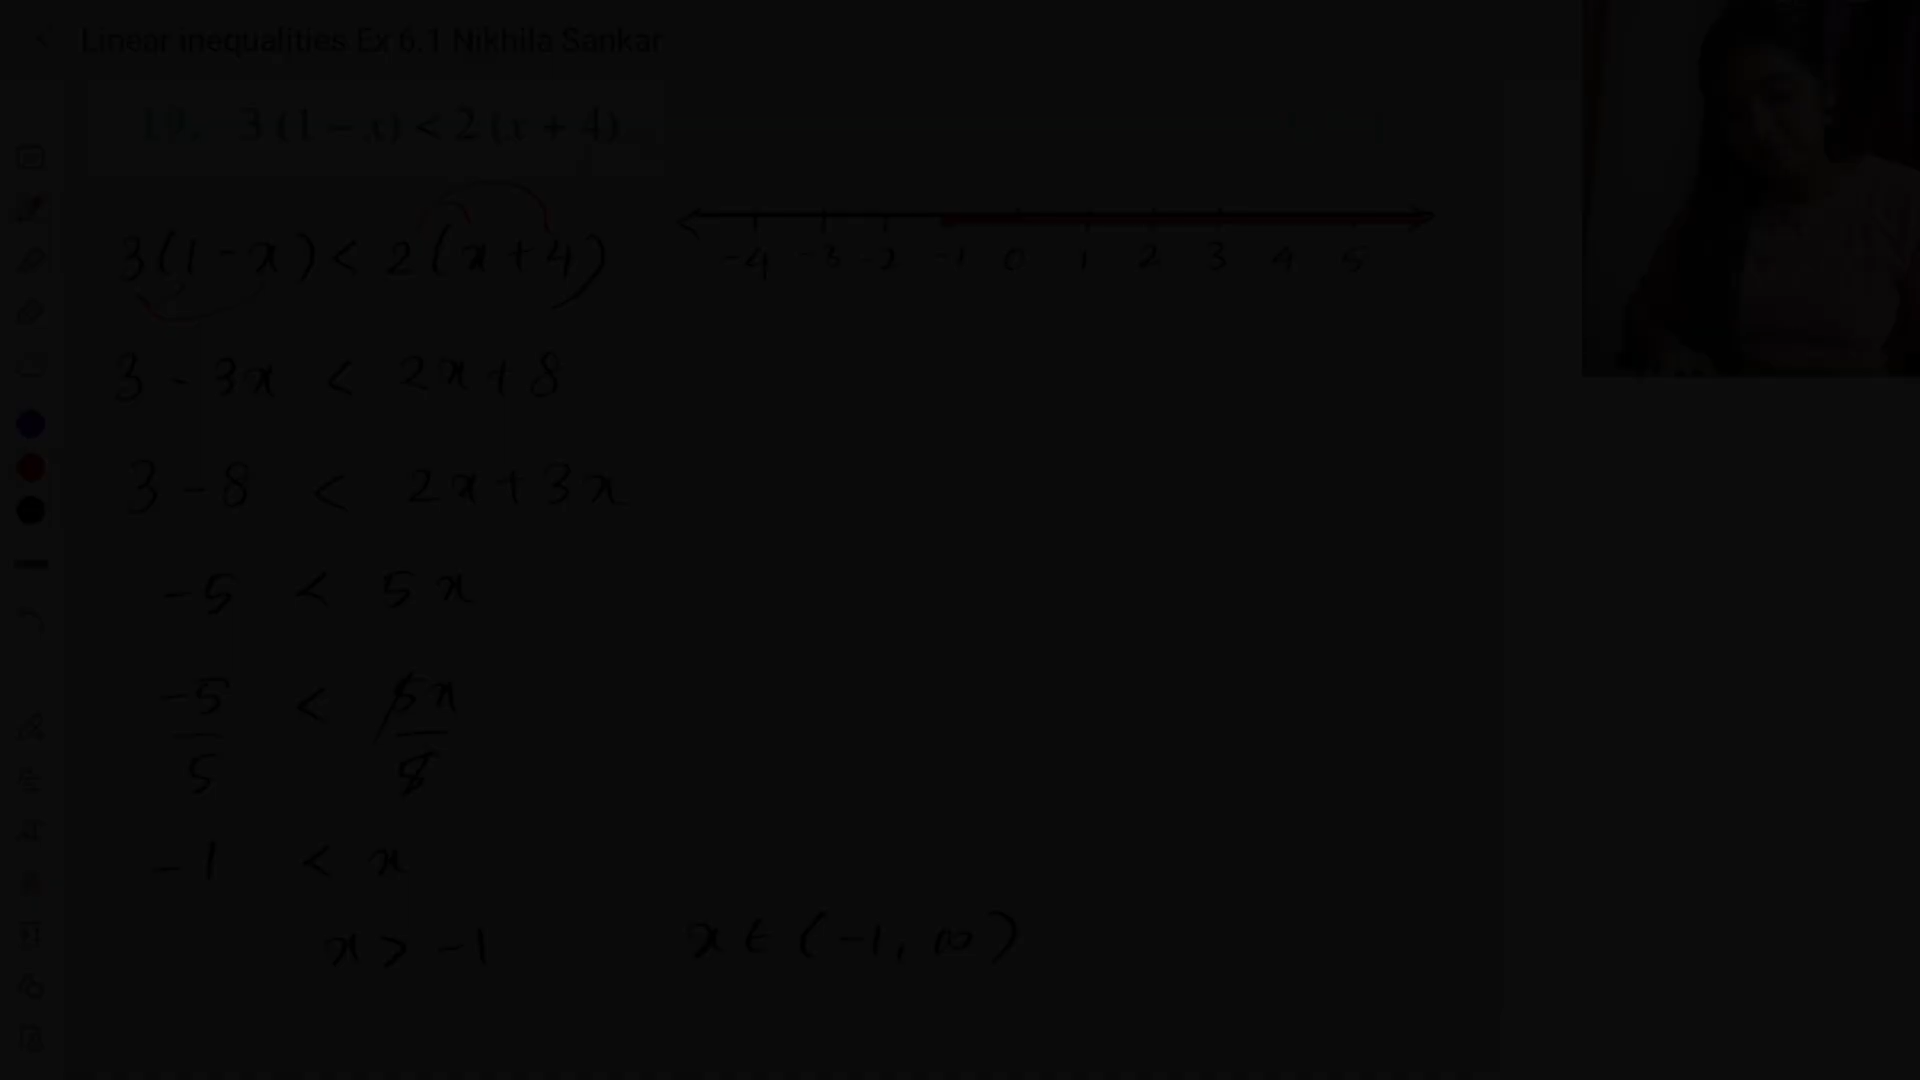 Linear inequalities Ex 6.1 Nikhila Sankar
19. 3 (1 – x) < 2 (x + 4)
3(1 - x) < 2(x + 4)
-4 -3 -2 -1 0 1 2 3 4 5
3 - 3x < 2x + 8
3 - 8 < 2x + 3x
-5 < 5x
-5/5 < 5x/5
-1 < x
x > -1
x ∈ (-1, ∞)